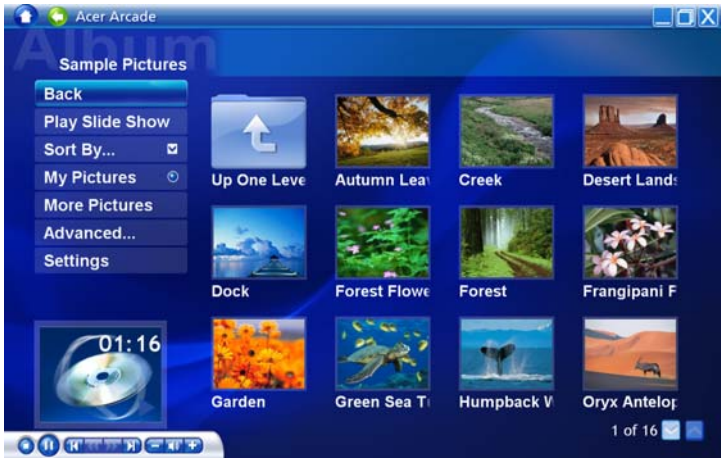 Acer Arcade
Album
Sample Pictures
Back
Play Slide Show
Sort By...
My Pictures
More Pictures
Advanced...
Settings
Up One Leve
Autumn Lea
Creek
Desert Lands
Dock
Forest Flowe
Forest
Frangipani F
Garden
Green Sea T
Humpback W
Oryx Antelop
01:16
1 of 16